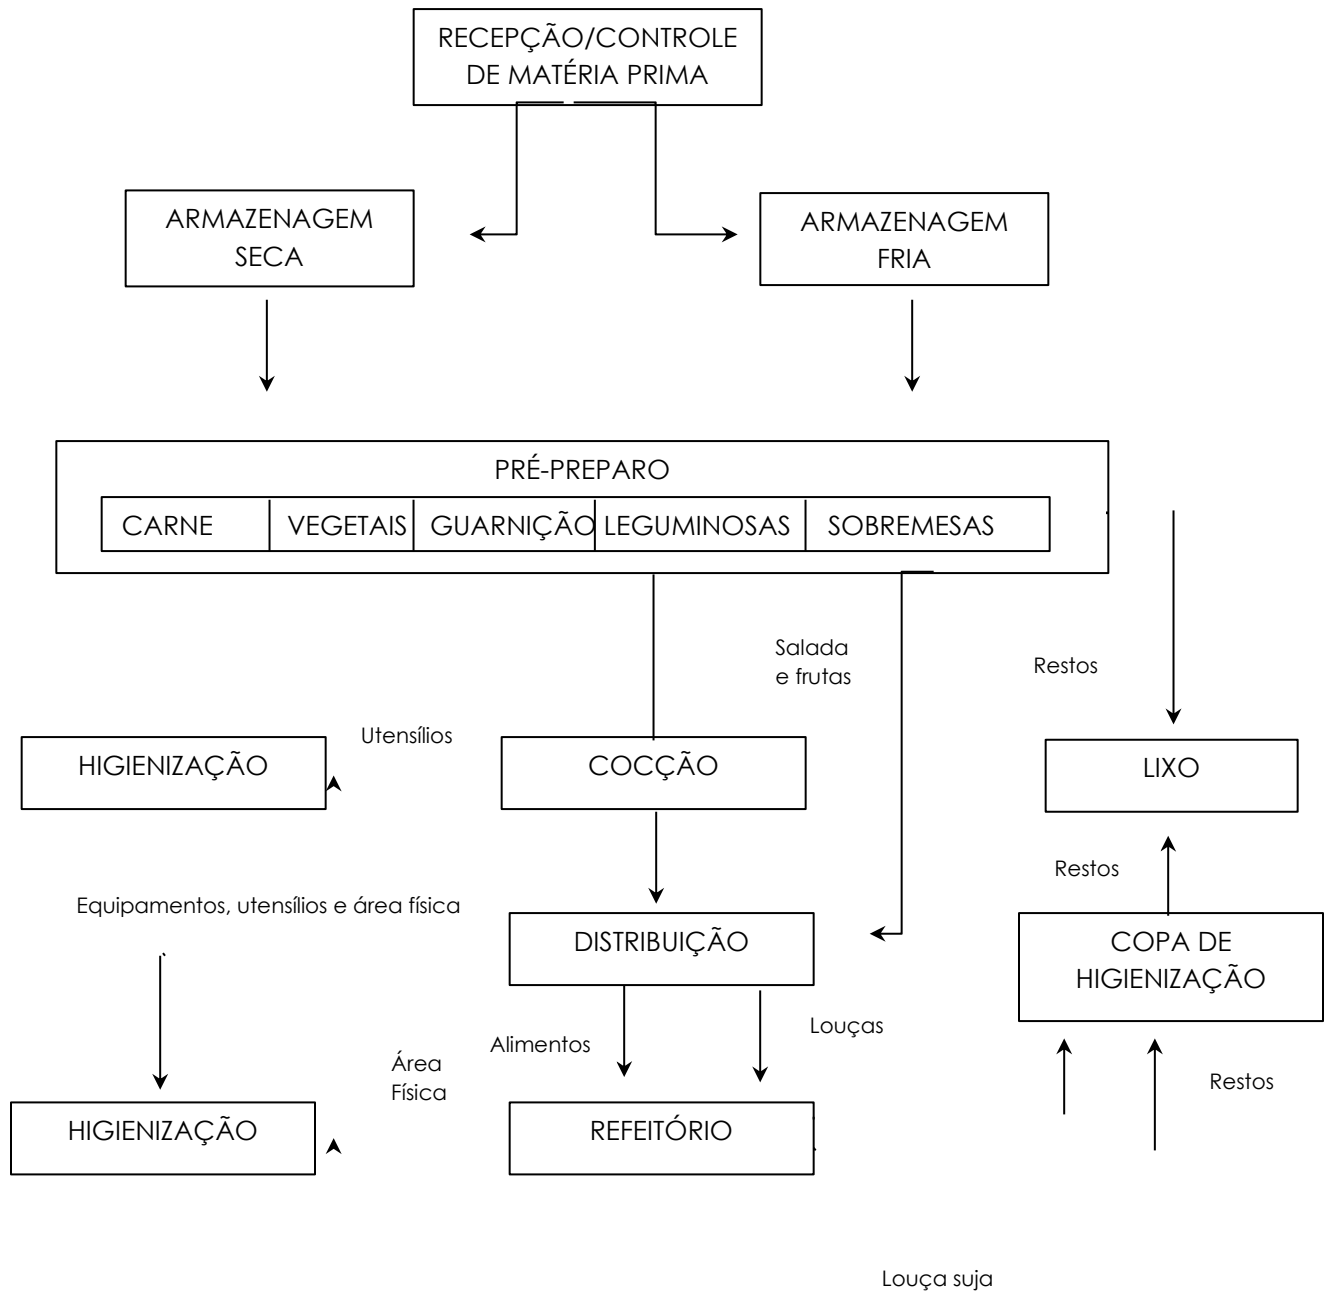 RECEPÇÃO/CONTROLE
DE MATÉRIA PRIMA
ARMAZENAGEM
SECA
ARMAZENAGEM
FRIA
PRÉ-PREPARO
CARNE
VEGETAIS
GUARNIÇÃO
LEGUMINOSAS
SOBREMESAS
Salada
e frutas
Restos
Utensílios
HIGIENIZAÇÃO
COCÇÃO
LIXO
Restos
Equipamentos, utensílios e área física
DISTRIBUIÇÃO
COPA DE
HIGIENIZAÇÃO
Louças
Alimentos
Área
Física
Restos
HIGIENIZAÇÃO
REFEITÓRIO
Louça suja